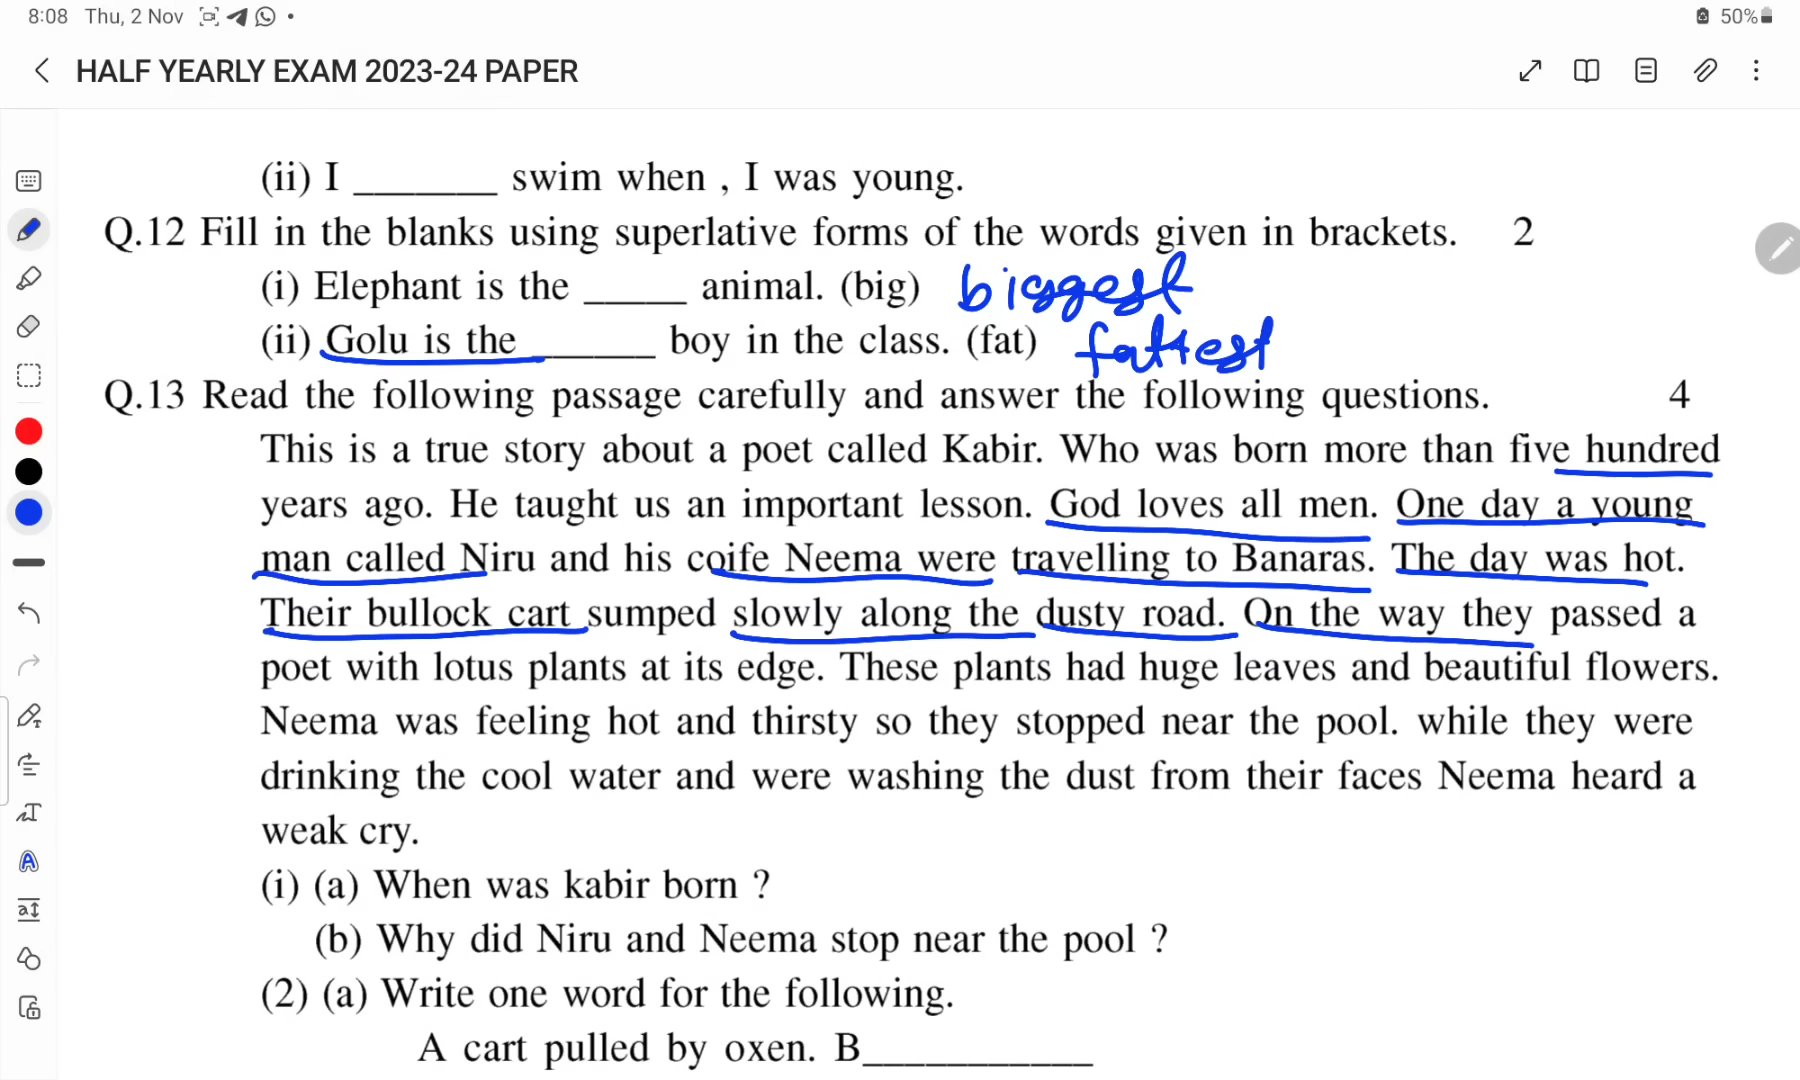 8:08 Thu, 2 Nov 50%
HALF YEARLY EXAM 2023-24 PAPER
(ii) I _______ swim when , I was young.
Q.12 Fill in the blanks using superlative forms of the words given in brackets. 2
(i) Elephant is the _____ animal. (big) biggest
(ii) Golu is the ______ boy in the class. (fat) fattest
Q.13 Read the following passage carefully and answer the following questions. 4
This is a true story about a poet called Kabir. Who was born more than five hundred
years ago. He taught us an important lesson. God loves all men. One day a young
man called Niru and his coife Neema were travelling to Banaras. The day was hot.
Their bullock cart sumped slowly along the dusty road. On the way they passed a
poet with lotus plants at its edge. These plants had huge leaves and beautiful flowers.
Neema was feeling hot and thirsty so they stopped near the pool. while they were
drinking the cool water and were washing the dust from their faces Neema heard a
weak cry.
(i) (a) When was kabir born ?
(b) Why did Niru and Neema stop near the pool ?
(2) (a) Write one word for the following.
A cart pulled by oxen. B___________